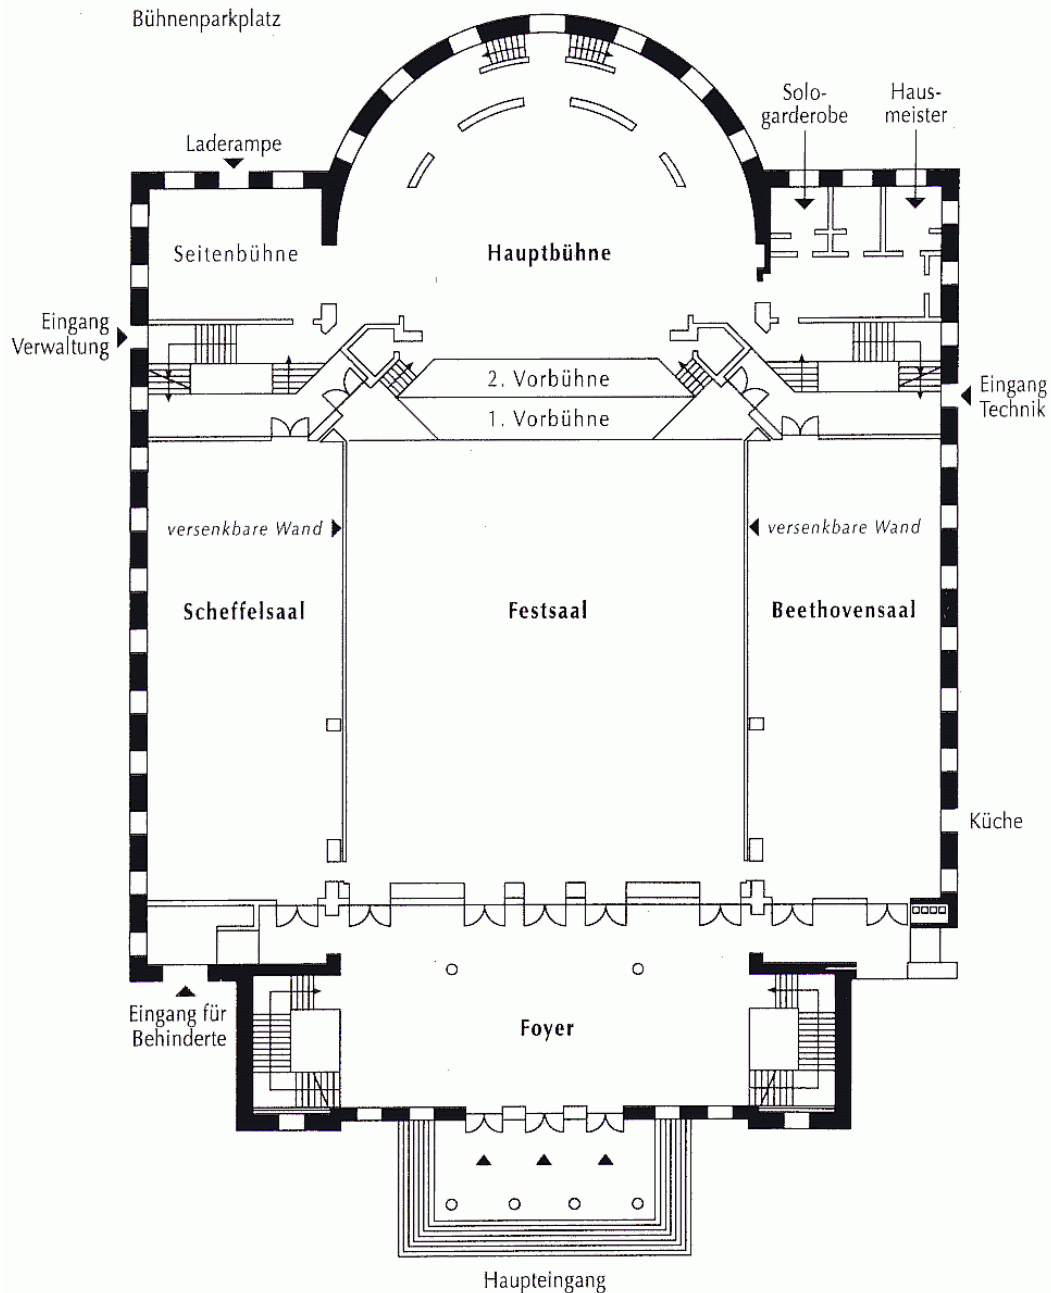 Bühnenparkplatz
Solo-
garderobe
Haus-
meister
Laderampe
Seitenbühne
Hauptbühne
Eingang
Verwaltung
2. Vorbühne
1. Vorbühne
Eingang
Technik
versenkbare Wand
versenkbare Wand
Scheffelsaal
Festsaal
Beethovensaal
Küche
Eingang für
Behinderte
Foyer
Haupteingang